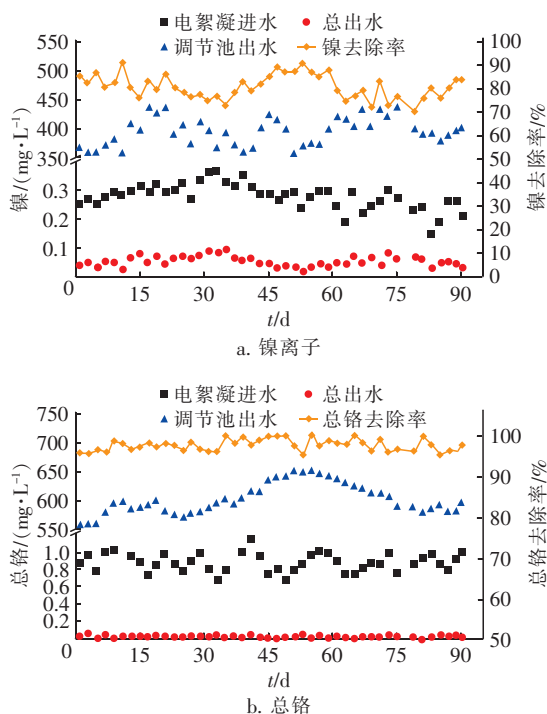 ■ 电絮凝进水 ● 总出水
▲ 调节池出水 镍去除率
550
500
450
400
350
0.3
0.2
0.1
0
镍/(mg·L⁻¹)
100
90
80
70
60
50
40
30
20
10
0
镍去除率/%
0 15 30 45 60 75 90
t/d
a. 镍离子
■ 电絮凝进水 ● 总出水
▲ 调节池出水 总铬去除率
750
700
650
600
550
1.0
0.8
0.6
0.4
0.2
总铬/(mg·L⁻¹)
100
90
80
70
60
50
总铬去除率/%
0 15 30 45 60 75 90
t/d
b. 总铬